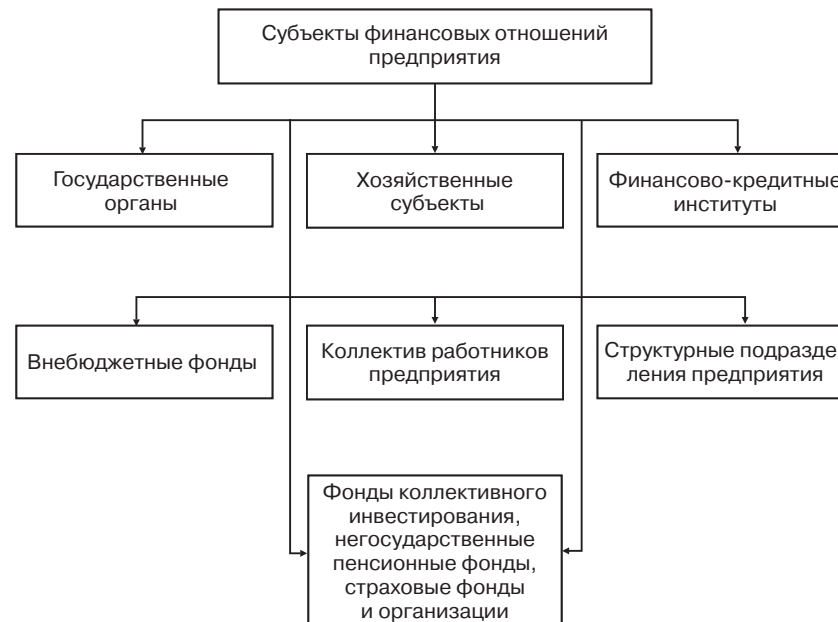 Субъекты финансовых отношений
предприятия
Государственные
органы
Хозяйственные
субъекты
Финансово-кредитные
институты
Внебюджетные фонды
Коллектив работников
предприятия
Структурные подразде
ления предприятия
Фонды коллективного
инвестирования,
негосударственные
пенсионные фонды,
страховые фонды
и организации